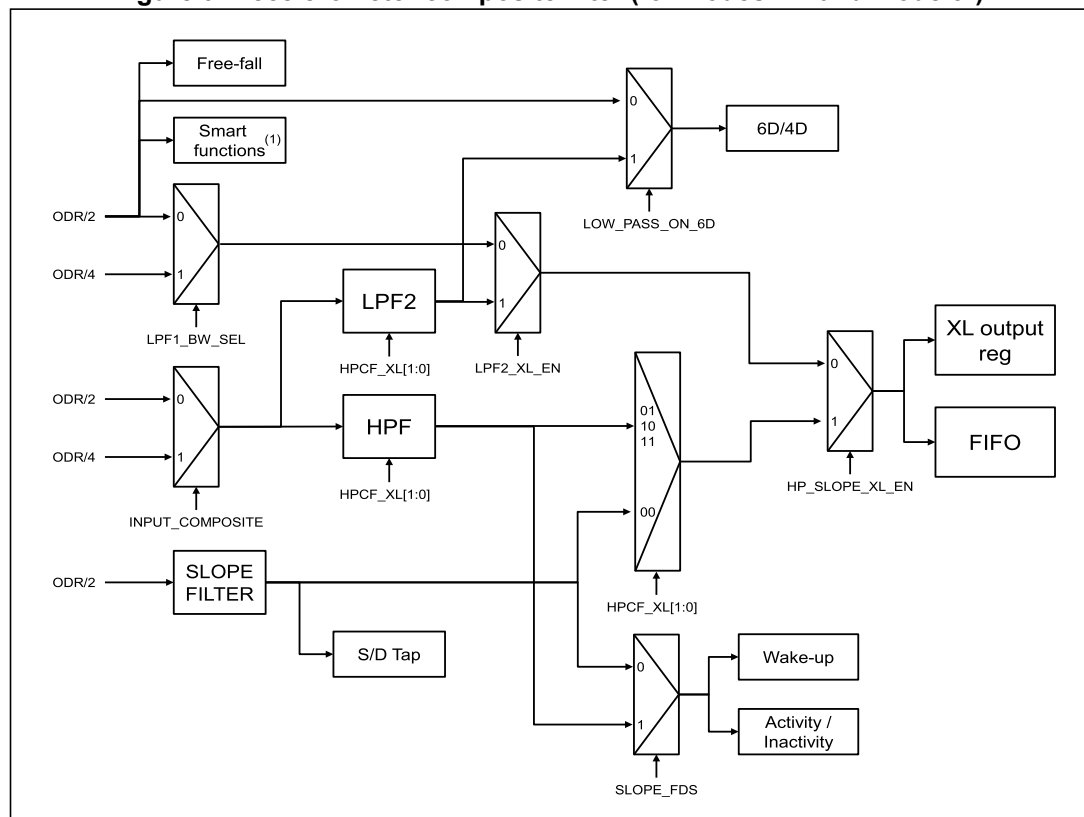 Free-fall
Smart
functions(1)
0
1
6D/4D
LOW_PASS_ON_6D
ODR/2
0
ODR/4
1
LPF1_BW_SEL
LPF2
HPCF_XL[1:0]
0
1
LPF2_XL_EN
XL output
reg
FIFO
0
1
HP_SLOPE_XL_EN
ODR/2
0
ODR/4
1
INPUT_COMPOSITE
HPF
HPCF_XL[1:0]
01
10
11
00
HPCF_XL[1:0]
ODR/2
SLOPE
FILTER
S/D Tap
0
1
SLOPE_FDS
Wake-up
Activity /
Inactivity